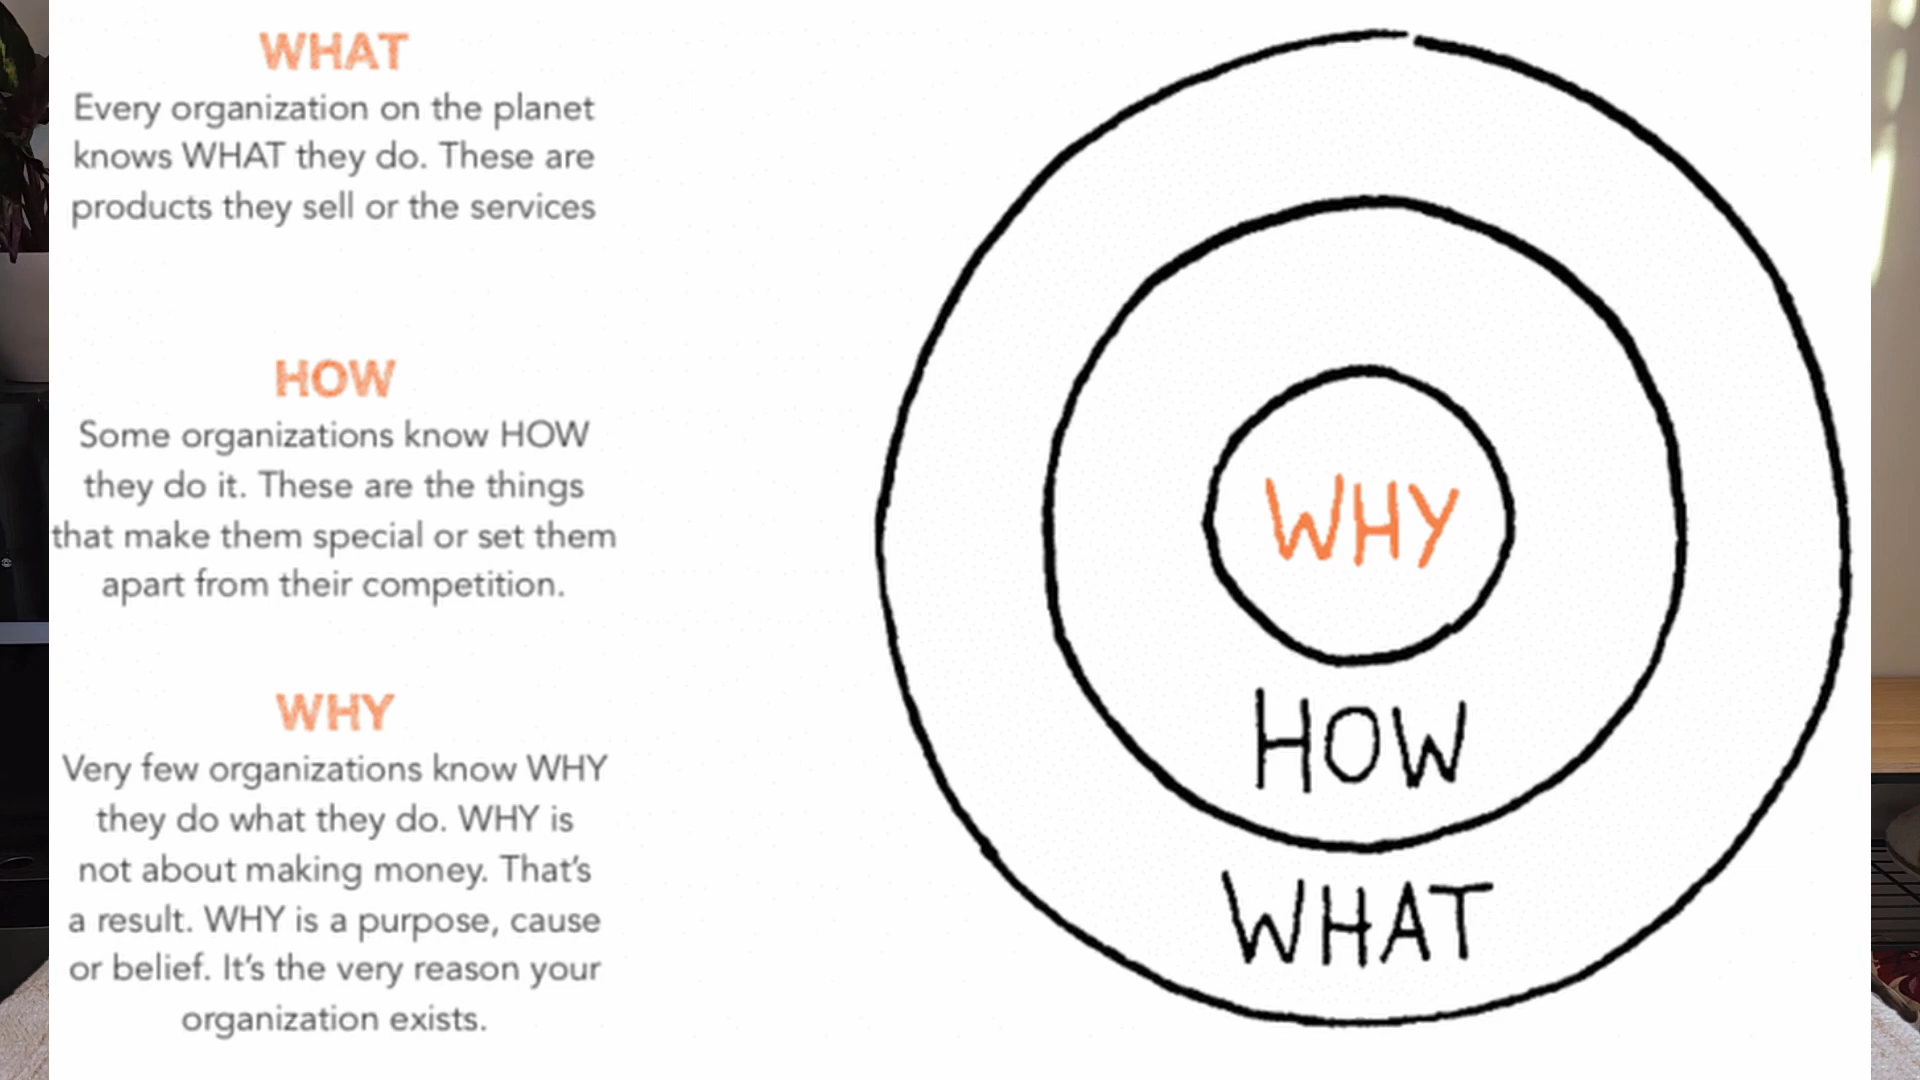 WHAT
Every organization on the planet
knows WHAT they do. These are
products they sell or the services
HOW
Some organizations know HOW
they do it. These are the things
that make them special or set them
apart from their competition.
WHY
Very few organizations know WHY
they do what they do. WHY is
not about making money. That's
a result. WHY is a purpose, cause
or belief. It's the very reason your
organization exists.
WHY
HOW
WHAT